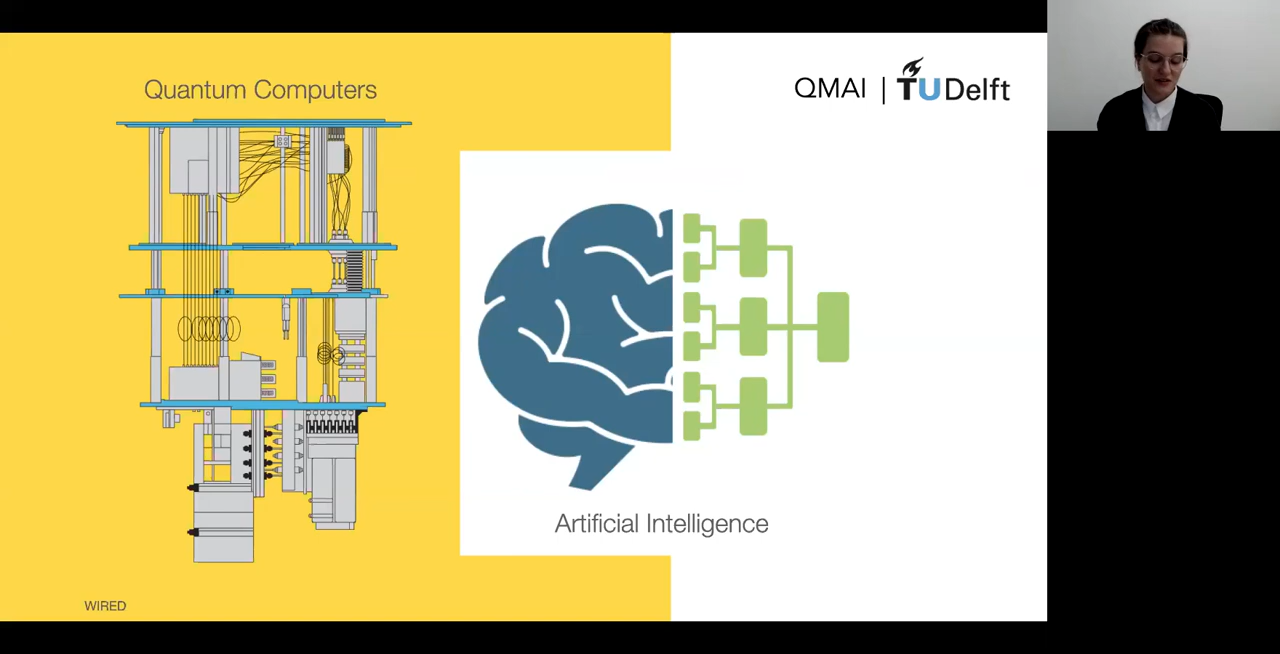 Quantum Computers
QMAI | TU Delft
Artificial Intelligence
WIRED